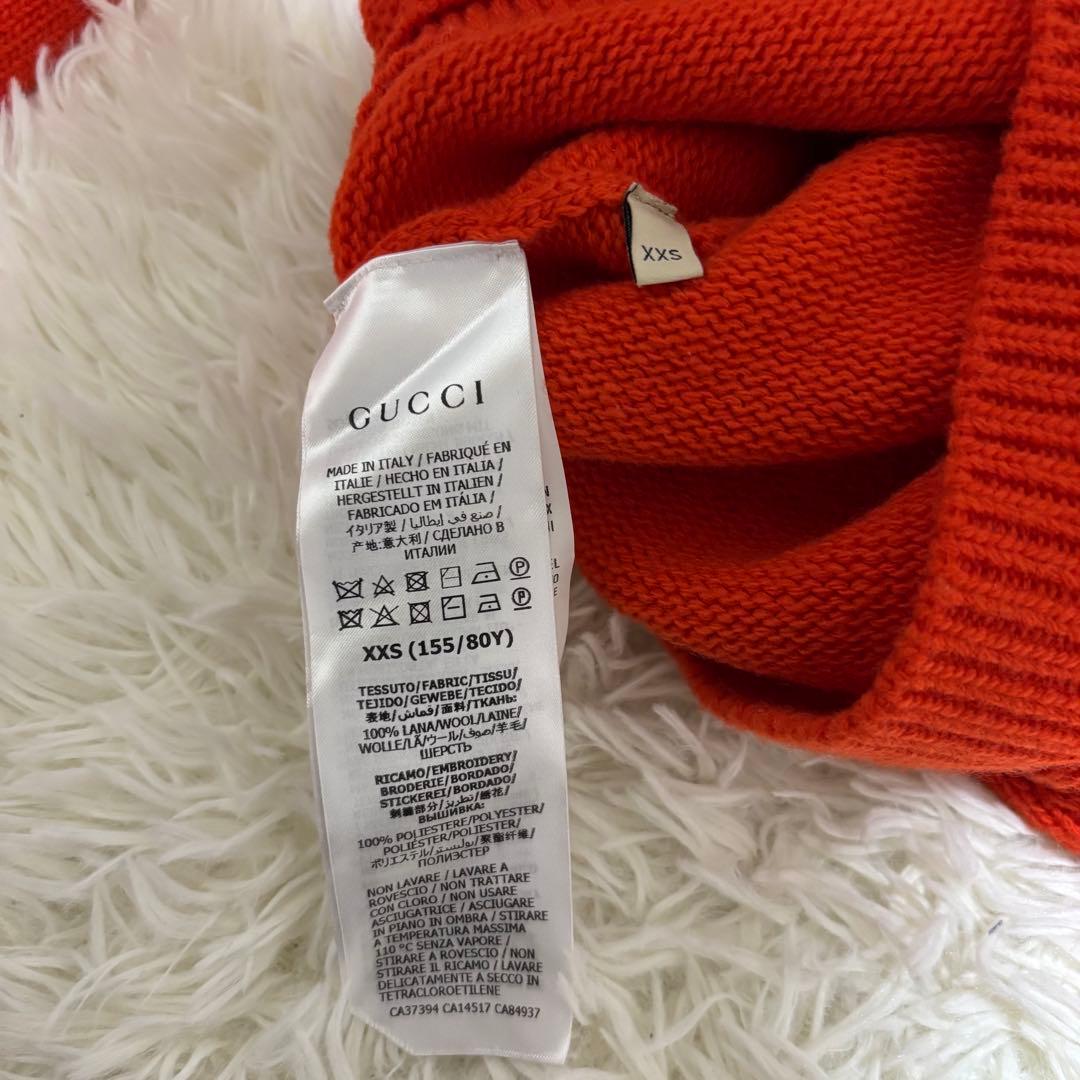 XXS
GUCCI
MADE IN ITALY / FABRIQUÉ EN
ITALIE / HECHO EN ITALIA /
HERGESTELLT IN ITALIEN /
FABRICADO EM ITÁLIA /
イタリア製 / صنع في إيطاليا /
产地:意大利 / СДЕЛАНО В
ИТАЛИИ
XXS (155/80Y)
TESSUTO/FABRIC/TISSU/
TEJIDO/GEWEBE/TECIDO/
表地/قماش/面料/ТКАНЬ:
100% LANA/WOOL/LAINE/
WOLLE/LÃ/ウール/صوف/羊毛/
ШЕРСТЬ
RICAMO/EMBROIDERY/
BRODERIE/BORDADO/
STICKEREI/BORDADO/
刺繍部分/تطريز/绣花/
ВЫШИВКА:
100% POLIESTERE/POLYESTER/
POLIÉSTER/POLYESTER/
ポリエステル/بوليستر/聚酯纤维/
ПОЛИЭСТЕР
NON LAVARE / LAVARE A
ROVESCIO / NON TRATTARE
CON CLORO / NON USARE
ASCIUGATRICE / ASCIUGARE
IN PIANO IN OMBRA / STIRARE
A TEMPERATURA MASSIMA
110 °C SENZA VAPORE /
STIRARE A ROVESCIO / NON
STIRARE IL RICAMO / LAVARE
DELICATAMENTE A SECCO IN
TETRACLOROETILENE
CA37394 CA14517 CA84937